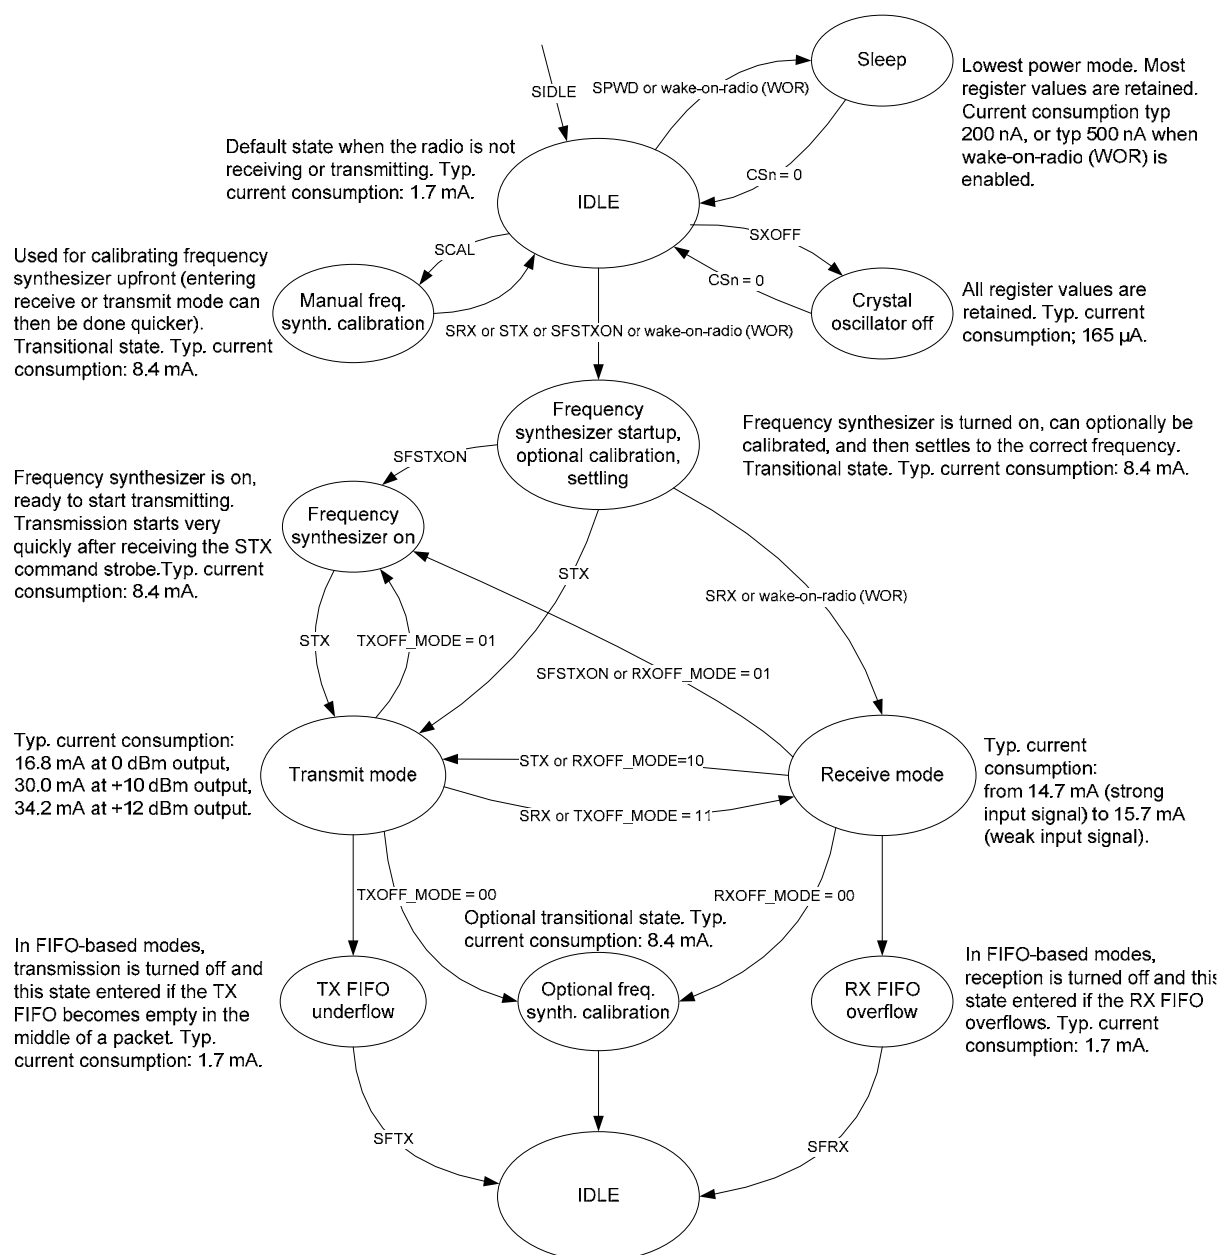 Sleep
Lowest power mode. Most
register values are retained.
Current consumption typ
200 nA, or typ 500 nA when
wake-on-radio (WOR) is
enabled.
SIDLE
SPWD or wake-on-radio (WOR)
Default state when the radio is not
receiving or transmitting. Typ.
current consumption: 1.7 mA.
CSn = 0
IDLE
SXOFF
SCAL
CSn = 0
Used for calibrating frequency
synthesizer upfront (entering
receive or transmit mode can
then be done quicker).
Transitional state. Typ. current
consumption: 8.4 mA.
Manual freq.
synth. calibration
Crystal
oscillator off
All register values are
retained. Typ. current
consumption; 165 µA.
SRX or STX or SFSTXON or wake-on-radio (WOR)
Frequency
synthesizer startup,
optional calibration,
settling
Frequency synthesizer is turned on, can optionally be
calibrated, and then settles to the correct frequency.
Transitional state. Typ. current consumption: 8.4 mA.
SFSTXON
Frequency synthesizer is on,
ready to start transmitting.
Transmission starts very
quickly after receiving the STX
command strobe.Typ. current
consumption: 8.4 mA.
Frequency
synthesizer on
STX
SRX or wake-on-radio (WOR)
STX
TXOFF_MODE = 01
SFSTXON or RXOFF_MODE = 01
Typ. current consumption:
16.8 mA at 0 dBm output,
30.0 mA at +10 dBm output,
34.2 mA at +12 dBm output.
Transmit mode
STX or RXOFF_MODE=10
SRX or TXOFF_MODE = 11
Receive mode
Typ. current
consumption:
from 14.7 mA (strong
input signal) to 15.7 mA
(weak input signal).
TXOFF_MODE = 00
RXOFF_MODE = 00
Optional transitional state. Typ.
current consumption: 8.4 mA.
In FIFO-based modes,
transmission is turned off and
this state entered if the TX
FIFO becomes empty in the
middle of a packet. Typ.
current consumption: 1.7 mA.
TX FIFO
underflow
Optional freq.
synth. calibration
RX FIFO
overflow
In FIFO-based modes,
reception is turned off and this
state entered if the RX FIFO
overflows. Typ. current
consumption: 1.7 mA.
SFTX
SFRX
IDLE